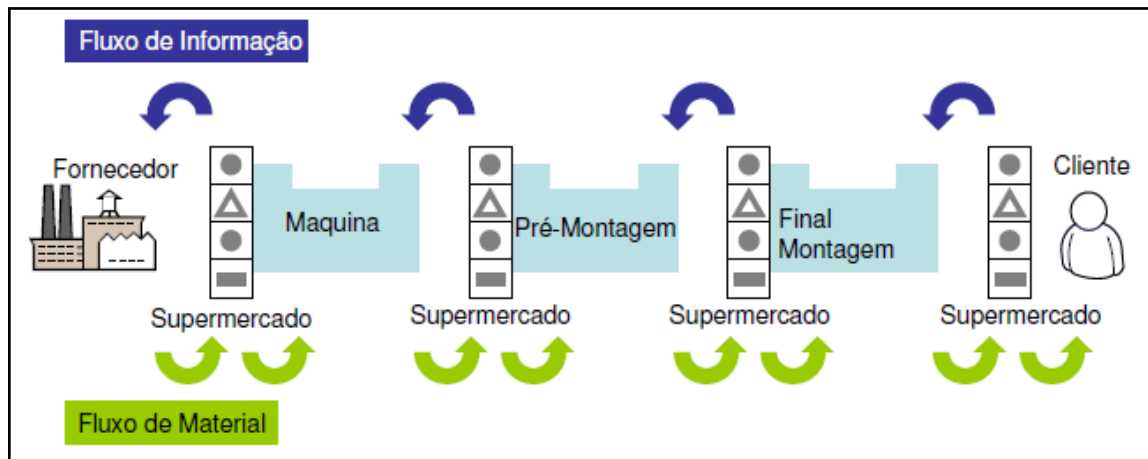 Fluxo de Informação
Fornecedor
Cliente
Maquina
Pré-Montagem
Final
Montagem
Supermercado
Supermercado
Supermercado
Supermercado
Fluxo de Material